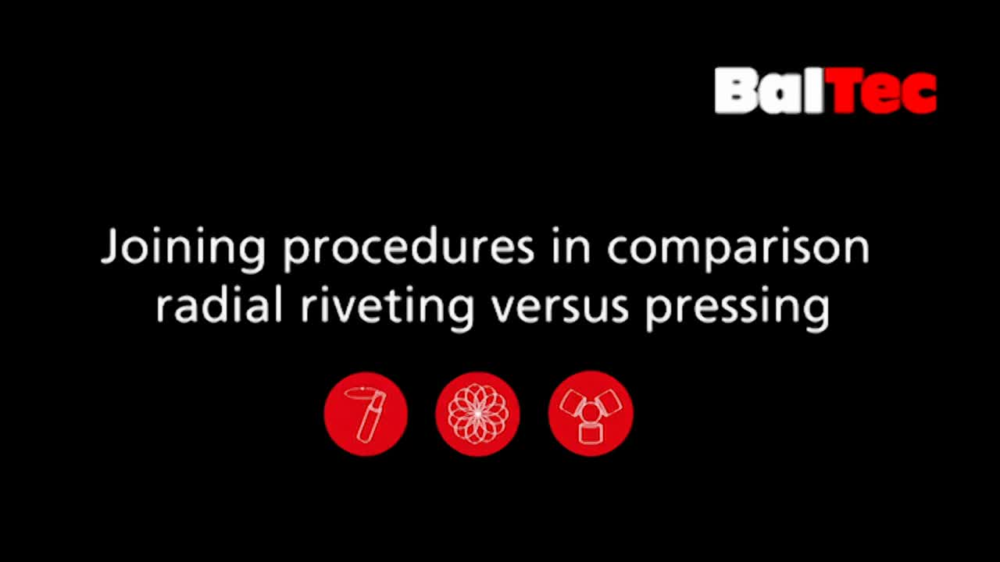 BalTec
Joining procedures in comparison
radial riveting versus pressing